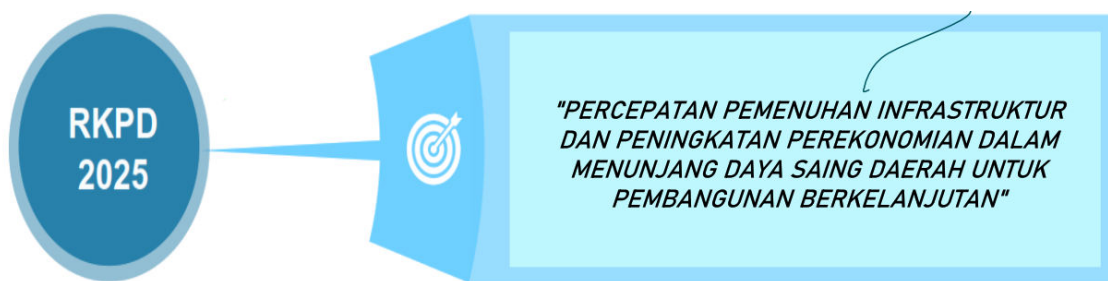 RKPD
2025
"PERCEPATAN PEMENUHAN INFRASTRUKTUR
DAN PENINGKATAN PEREKONOMIAN DALAM
MENUNJANG DAYA SAING DAERAH UNTUK
PEMBANGUNAN BERKELANJUTAN"